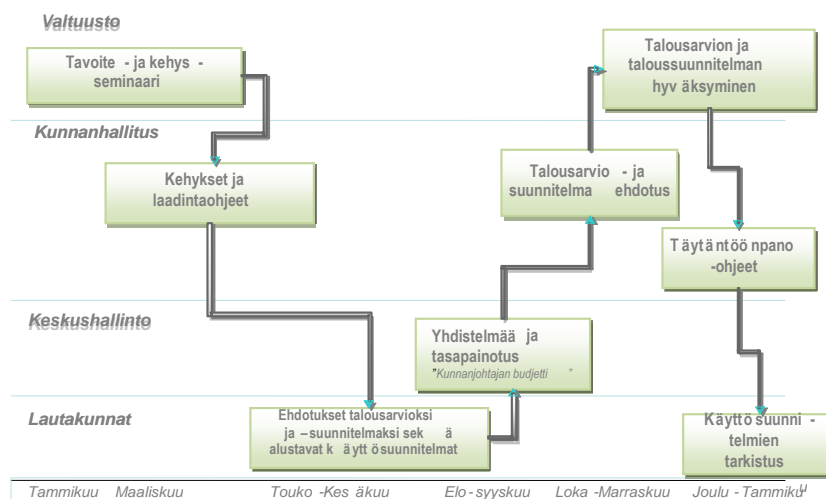 Valtuusto
Tavoite - ja kehys -
seminaari
Talousarvion ja
taloussuunnitelman
hyv äksyminen
Kunnanhallitus
Kehykset ja
laadintaohjeet
Talousarvio - ja
suunnitelma ehdotus
T äyt äntöö npano
-ohjeet
Keskushallinto
Yhdistelmää ja
tasapainotus
"Kunnanjohtajan budjetti "
Lautakunnat
Ehdotukset talousarvioksi
ja –suunnitelmaksi sek ä
alustavat k äytt ösuunnitelmat
Käyttö suunni -
telmien
tarkistus
Tammikuu Maaliskuu Touko -Kes äkuu Elo - syyskuu Loka -Marraskuu Joulu - Tammikuu